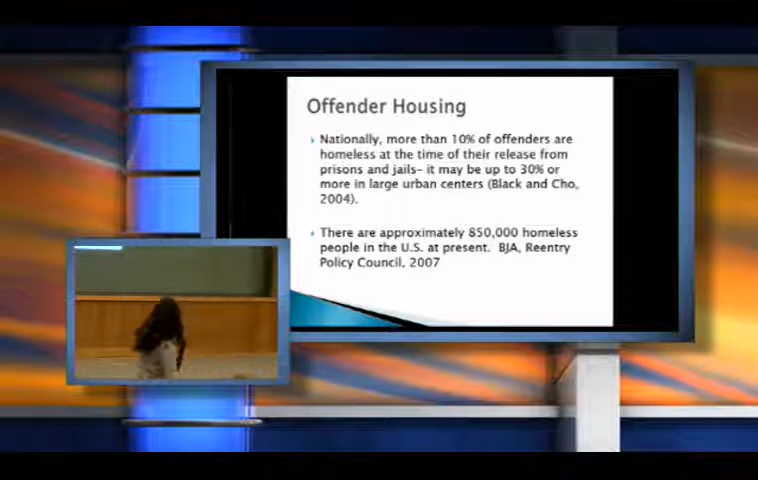 Offender Housing
Nationally, more than 10% of offenders are
homeless at the time of their release from
prisons and jails- it may be up to 30% or
more in large urban centers (Black and Cho,
2004).
There are approximately 850,000 homeless
people in the U.S. at present. BJA, Reentry
Policy Council, 2007